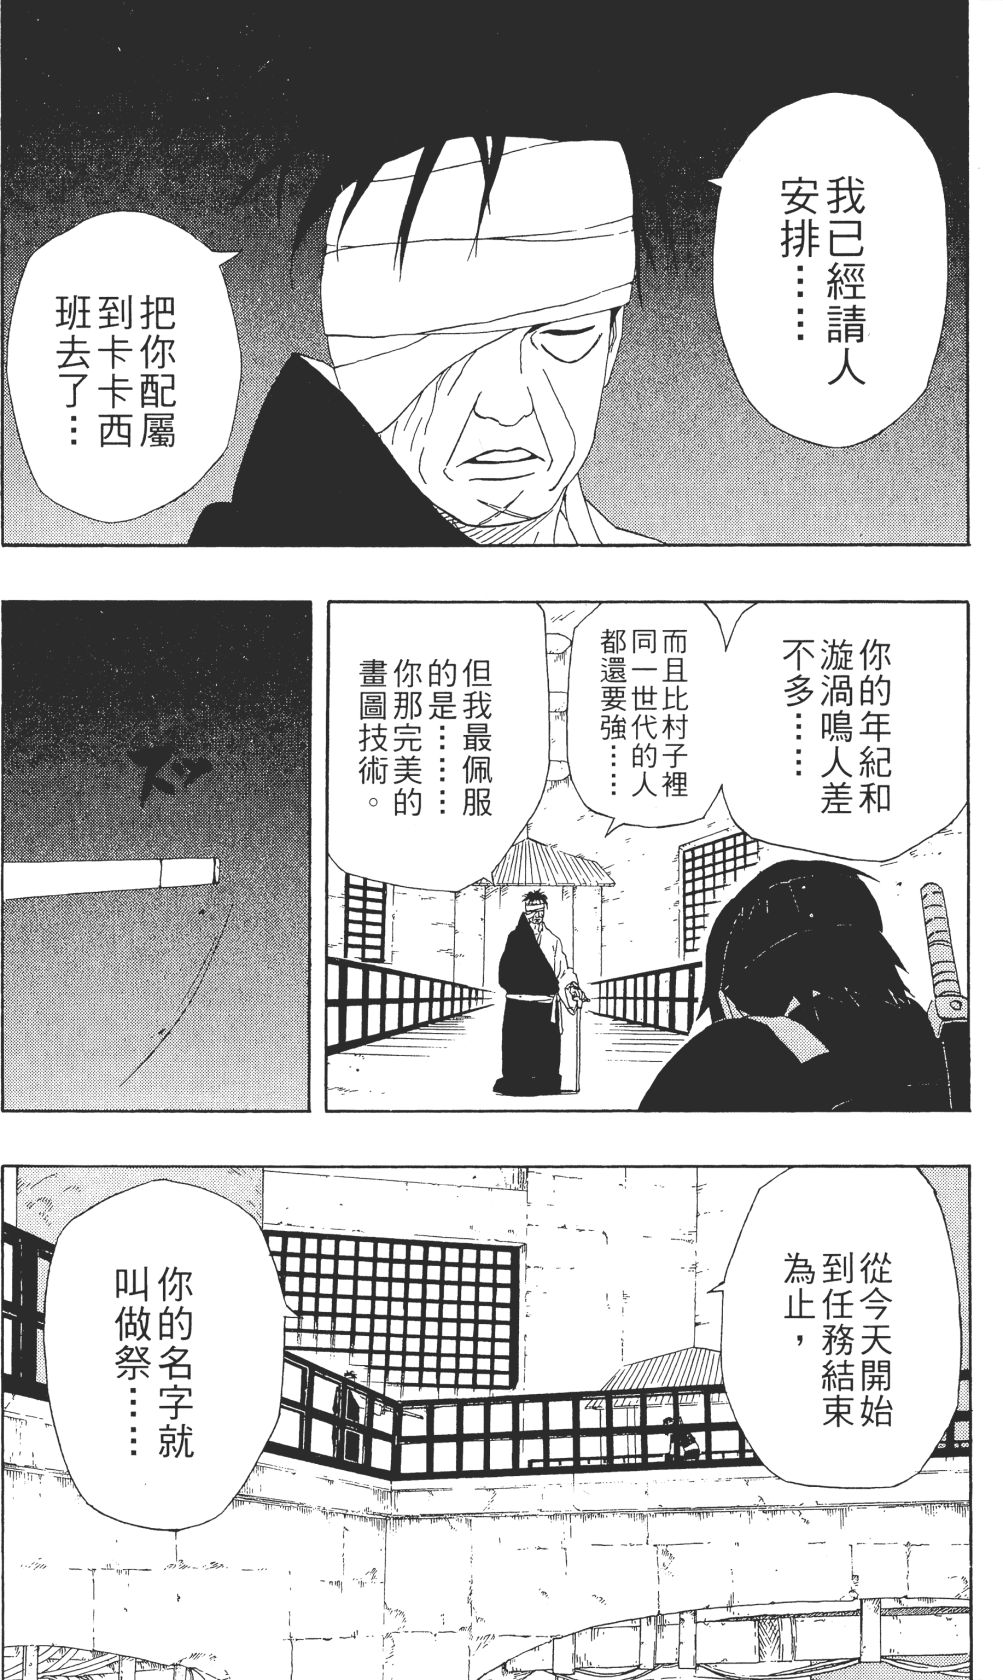 我已經請人
安排……
把你配屬
到卡卡西
班去了…
你的年紀和
漩渦鳴人差
不多……
而且比村子裡
同一世代的人
都還要強……
但我最佩服
的是………
你那完美的
畫圖技術。
ズッ
從今天開始
到任務結束
為止，
你的名字就
叫做祭……